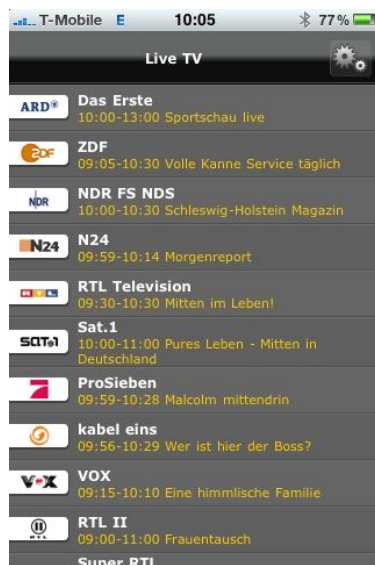 T-Mobile E 10:05 77%
Live TV
ARD Das Erste
10:00-13:00 Sportschau live
ZDF ZDF
09:05-10:30 Volle Kanne Service täglich
NDR NDR FS NDS
10:00-10:30 Schleswig-Holstein Magazin
N24 N24
09:59-10:14 Morgenreport
RTL RTL Television
09:30-10:30 Mitten im Leben!
SAT.1 Sat.1
10:00-11:00 Pures Leben - Mitten in
Deutschland
7 ProSieben
09:59-10:28 Malcolm mittendrin
kabel eins
09:56-10:29 Wer ist hier der Boss?
VOX VOX
09:15-10:10 Eine himmlische Familie
RTL II
09:00-11:00 Frauentausch
Super RTL